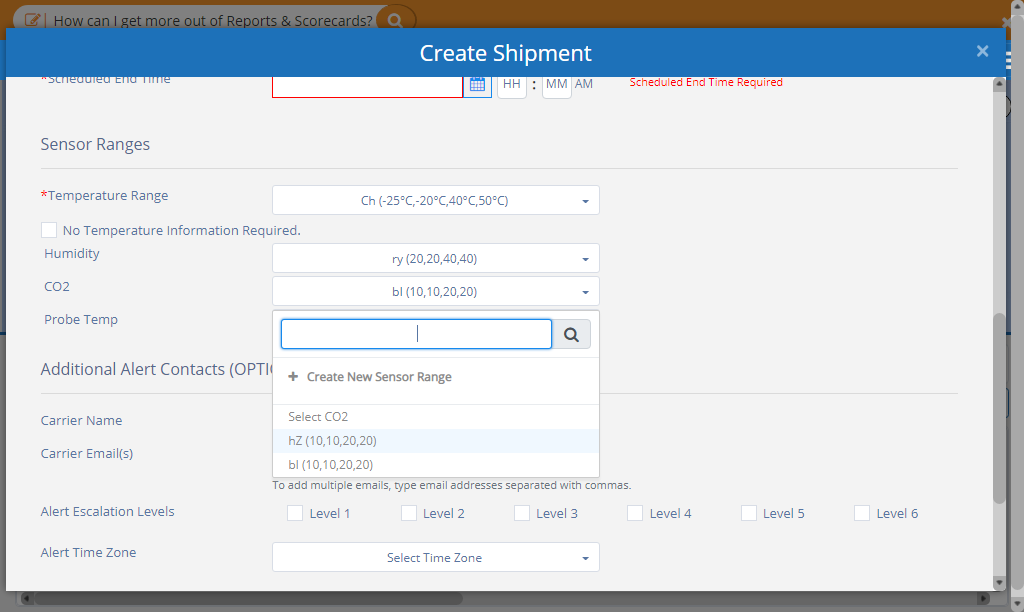 How can I get more out of Reports & Scorecards?
Create Shipment
×
*Scheduled End Time
HH : MM AM
Scheduled End Time Required
Sensor Ranges
*Temperature Range
Ch (-25°C,-20°C,40°C,50°C)
No Temperature Information Required.
Humidity
ry (20,20,40,40)
CO2
bl (10,10,20,20)
Probe Temp
Create New Sensor Range
Select CO2
hZ (10,10,20,20)
bl (10,10,20,20)
Additional Alert Contacts (OPTI
Carrier Name
Carrier Email(s)
To add multiple emails, type email addresses separated with commas.
Alert Escalation Levels
Level 1
Level 2
Level 3
Level 4
Level 5
Level 6
Alert Time Zone
Select Time Zone